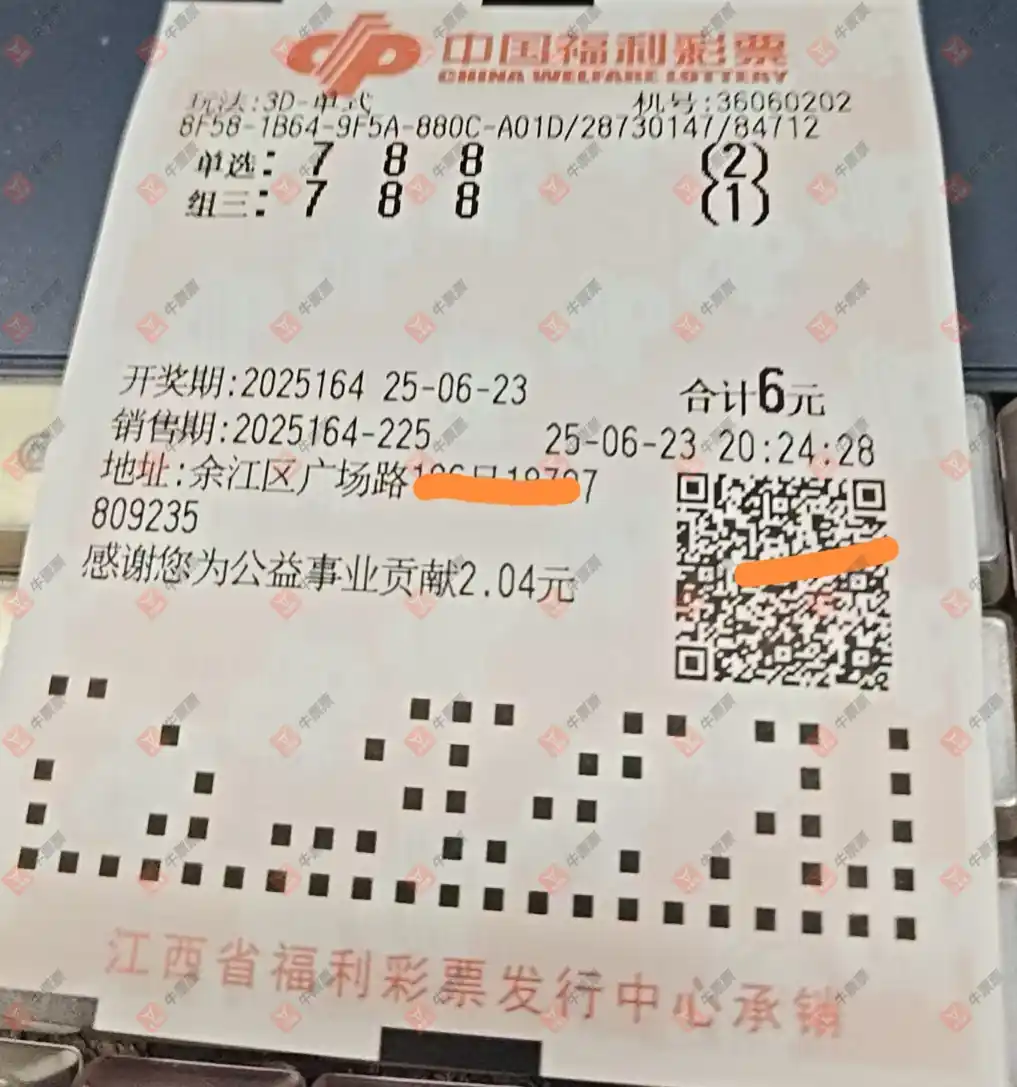 中国福利彩票
CHINA WELFARE LOTTERY
玩法:3D-单式 机号:36060202
8F58-1B64-9F5A-880C-A01D/28730147/84712
单选: 7 8 8 (2)
组三: 7 8 8 (1)
开奖期:2025164 25-06-23 合计6元
销售期:2025164-225 25-06-23 20:24:28
地址:余江区广场路 7
809235
感谢您为公益事业贡献2.04元
江西省福利彩票发行中心承销
牛票票